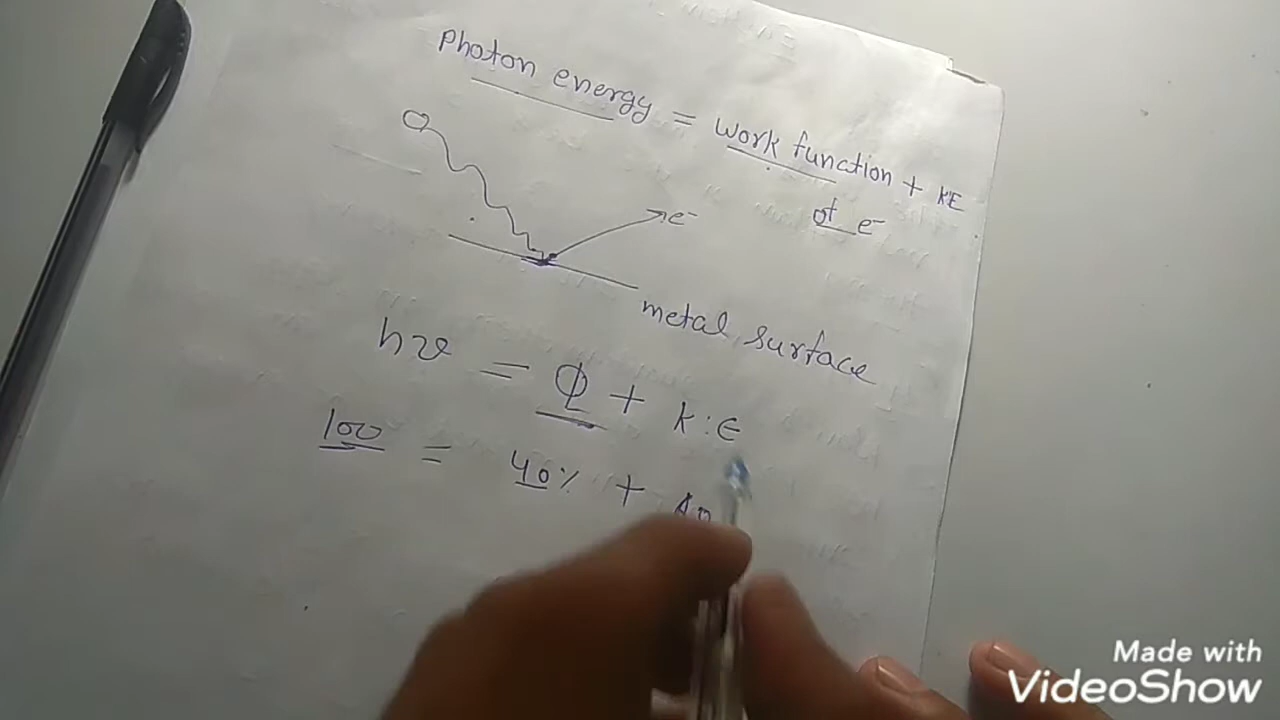 Photon energy = work function + KE
of e-
e-
metal surface
hν = Φ + k:E
100 = 40% +
Made with
VideoShow